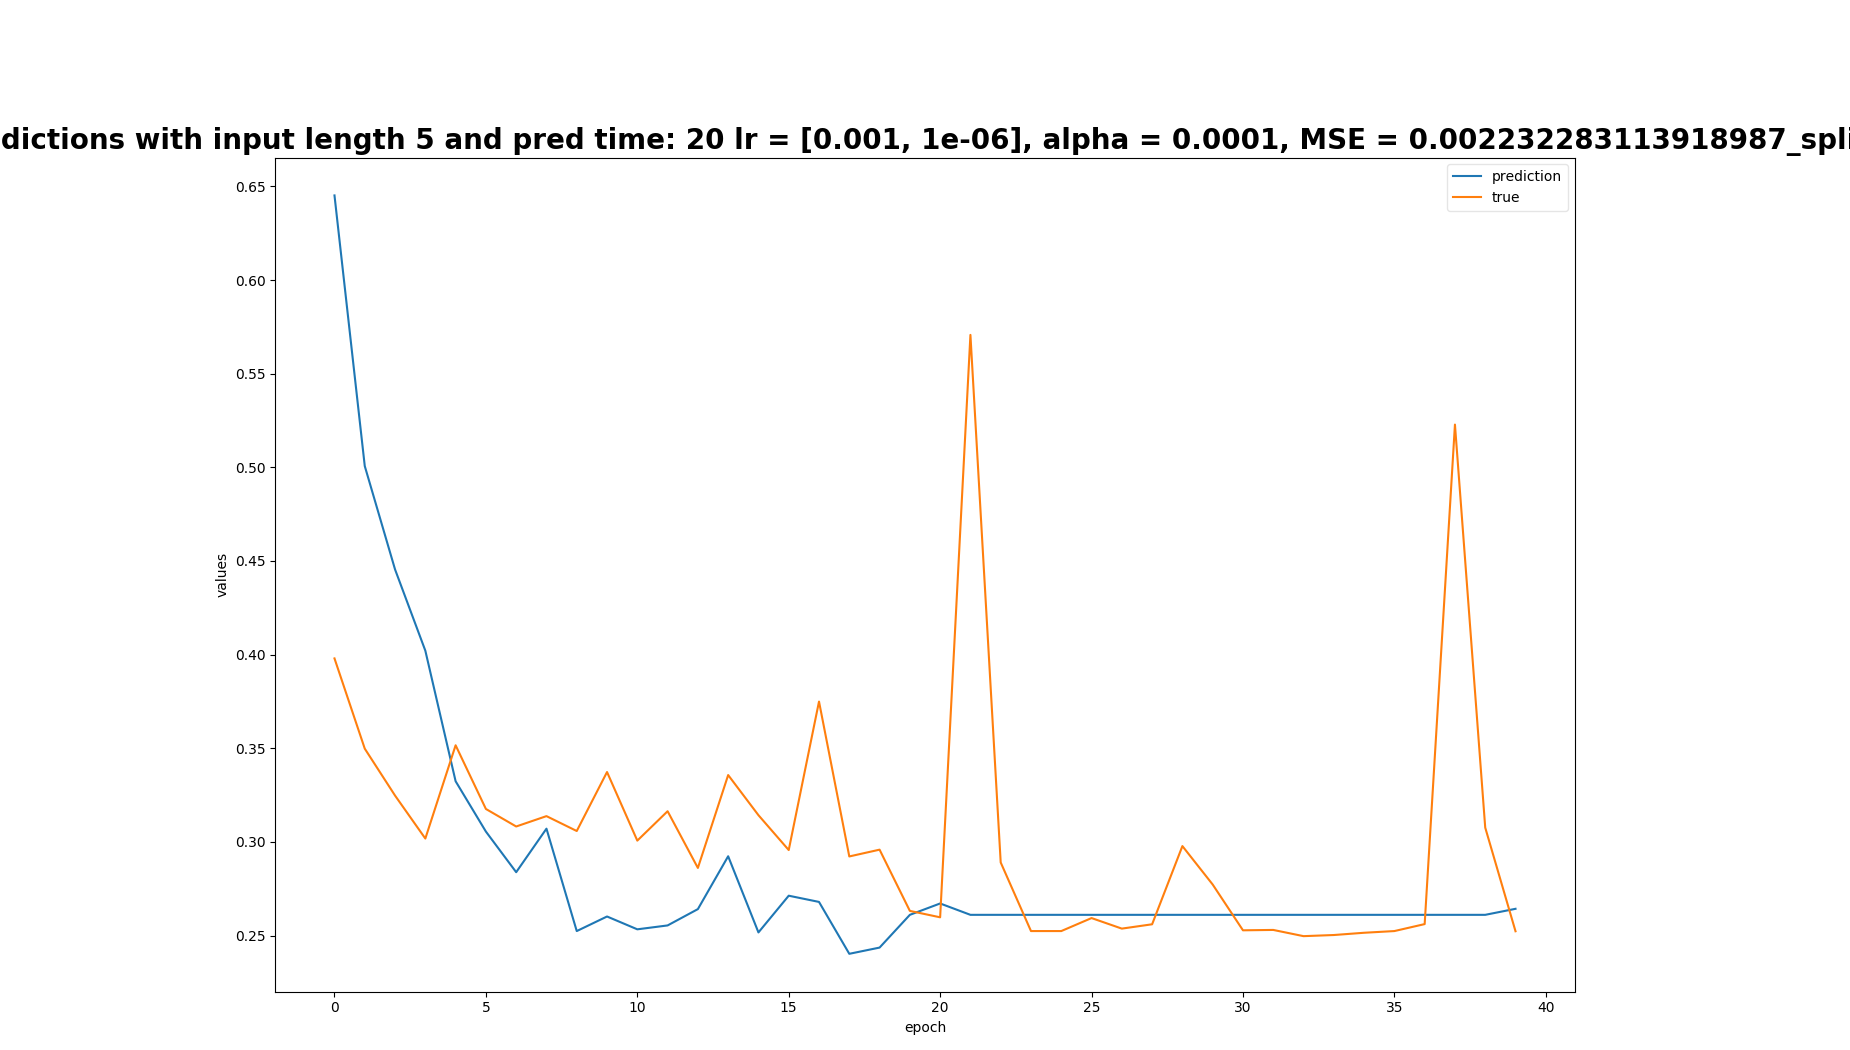 dictions with input length 5 and pred time: 20 lr = [0.001, 1e-06], alpha = 0.0001, MSE = 0.002232283113918987_spli
prediction
true
0.65
0.60
0.55
0.50
0.45
0.40
0.35
0.30
0.25
values
0 5 10 15 20 25 30 35 40
epoch